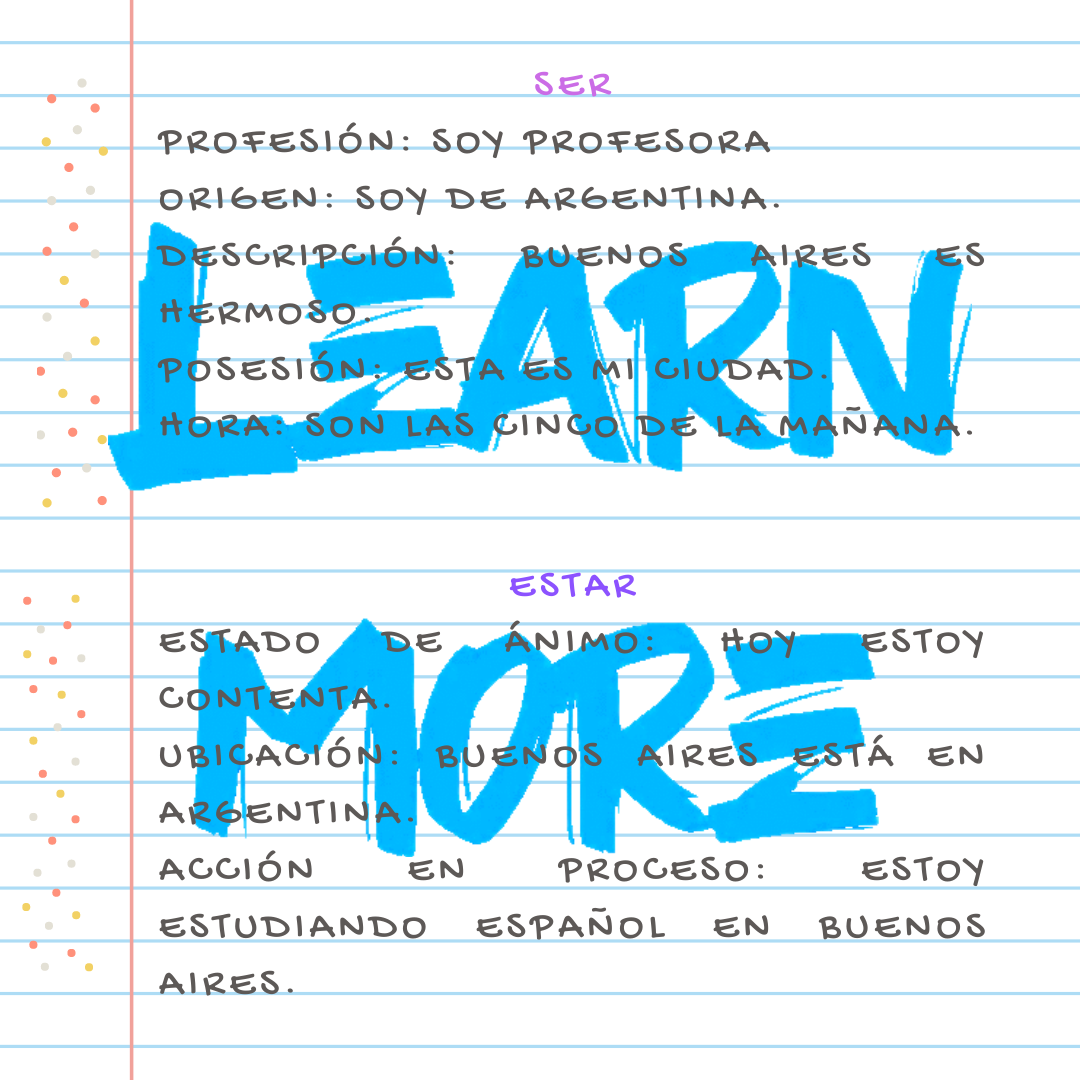 SER
PROFESIÓN: SOY PROFESORA
ORIGEN: SOY DE ARGENTINA.
DESCRIPCIÓN: BUENOS AIRES ES
HERMOSO.
POSESIÓN: ESTA ES MI CIUDAD.
HORA: SON LAS CINCO DE LA MAÑANA.
LEARN
ESTAR
ESTADO DE ÁNIMO: HOY ESTOY
CONTENTA.
UBICACIÓN: BUENOS AIRES ESTÁ EN
ARGENTINA.
ACCIÓN EN PROCESO: ESTOY
ESTUDIANDO ESPAÑOL EN BUENOS
AIRES.
MORE